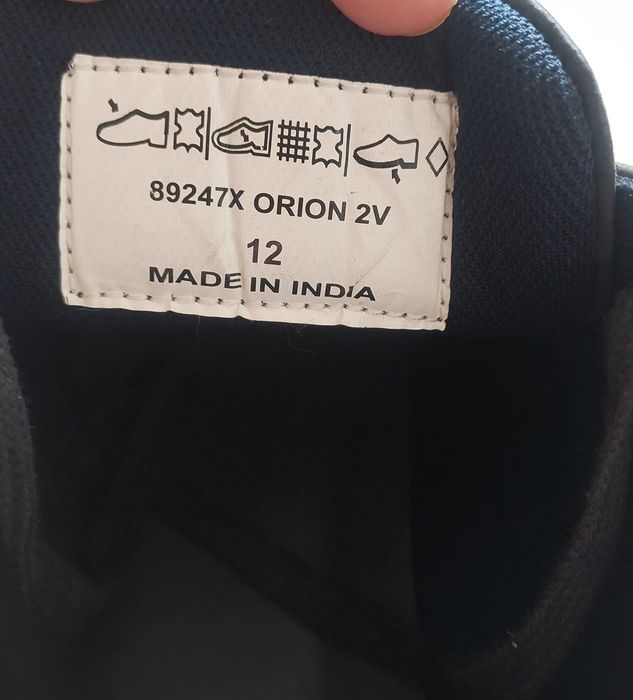 89247X ORION 2V
12
MADE IN INDIA